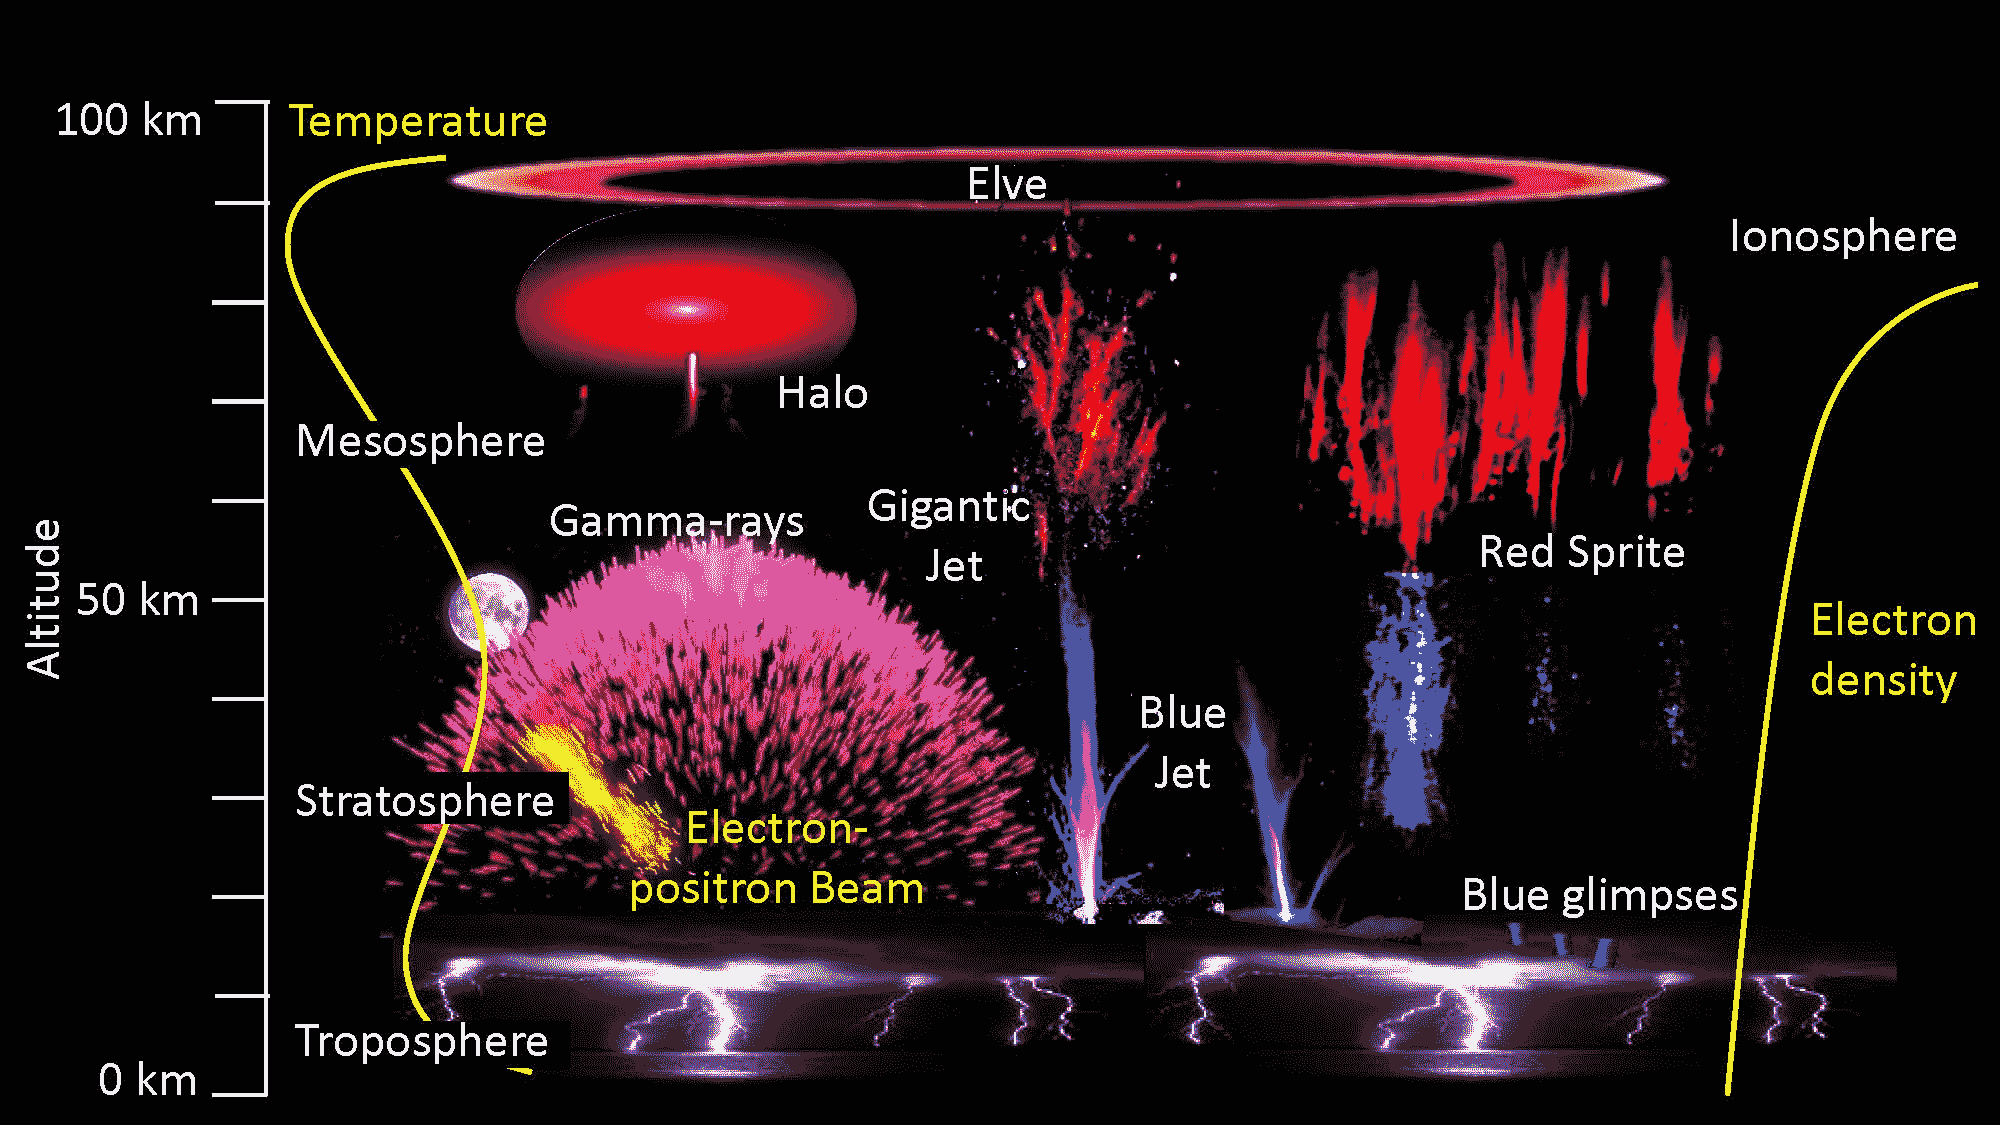 100 km
Temperature
Elve
Ionosphere
Halo
Mesosphere
Gamma-rays
Gigantic
Jet
Red Sprite
Altitude
50 km
Electron
density
Blue
Jet
Stratosphere
Electron-
positron Beam
Blue glimpses
Troposphere
0 km